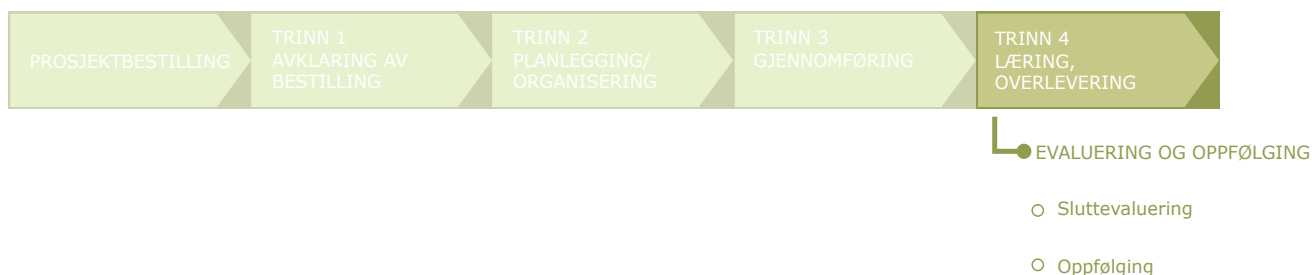 PROSJEKTBESTILLING
TRINN 1
AVKLARING AV
BESTILLING
TRINN 2
PLANLEGGING/
ORGANISERING
TRINN 3
GJENNOMFØRING
TRINN 4
LÆRING,
OVERLEVERING
EVALUERING OG OPPFØLGING
Sluttevaluering
Oppfølging